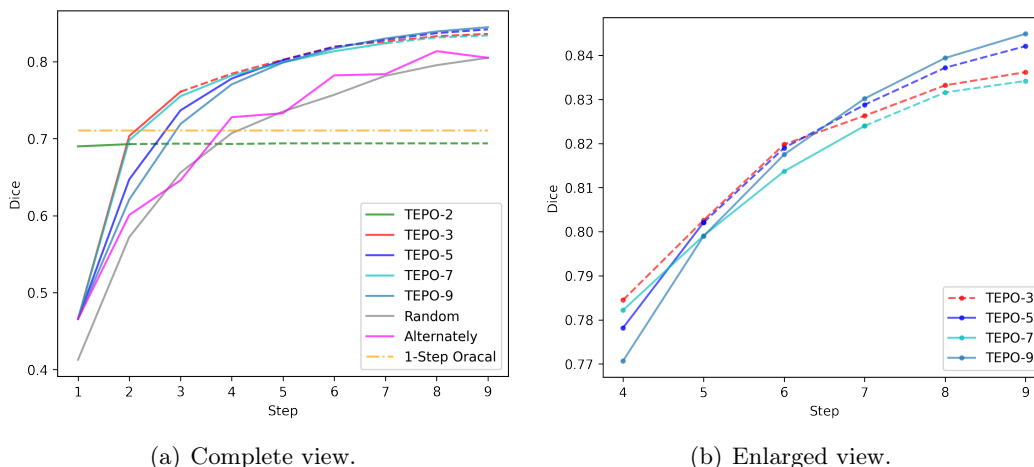 0.8
0.7
0.6
0.5
0.4
Dice
1 2 3 4 5 6 7 8 9
Step
TEPO-2
TEPO-3
TEPO-5
TEPO-7
TEPO-9
Random
Alternately
1-Step Oracal
(a) Complete view.
0.84
0.83
0.82
0.81
0.80
0.79
0.78
0.77
Dice
4 5 6 7 8 9
Step
TEPO-3
TEPO-5
TEPO-7
TEPO-9
(b) Enlarged view.